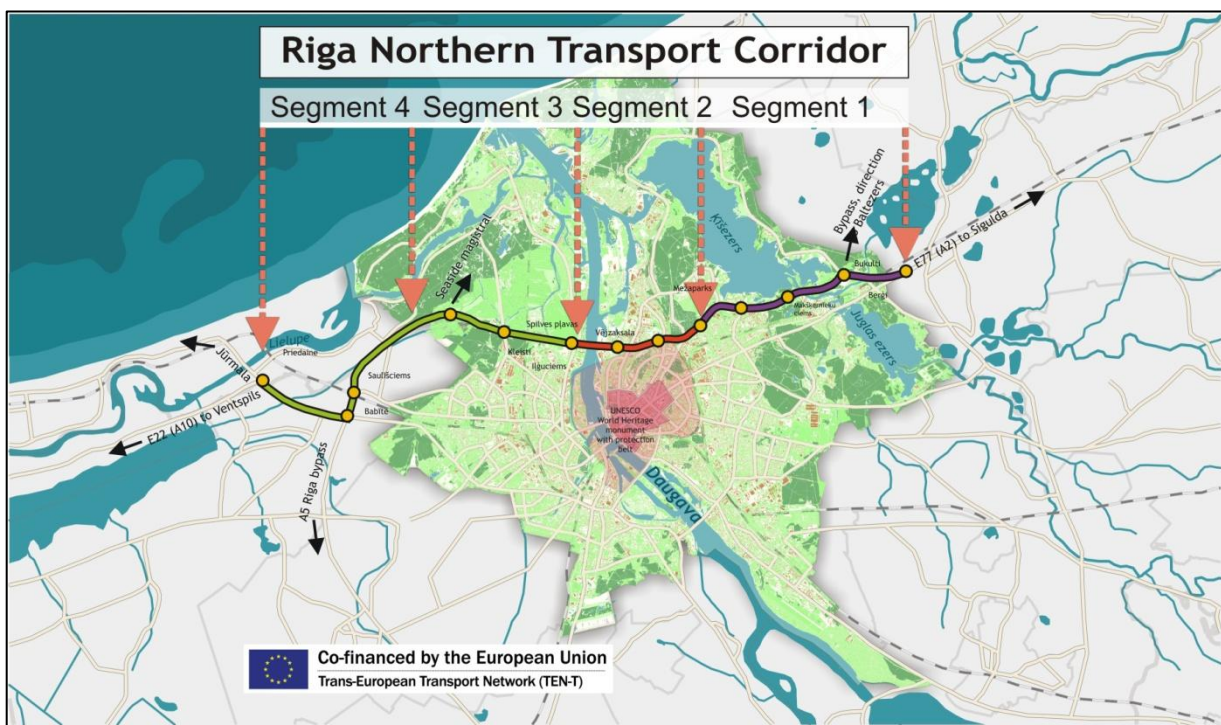 Riga Northern Transport Corridor
Segment 4 Segment 3 Segment 2 Segment 1
Seaside magistral
Ķīšezers
Bypass, direction
Baltezers
E77 (A2) to Sigulda
Bukulti
Berģi
Mežaparks
Juglas ezers
Spilves pļavas
Kleisti
Iļģuciems
Lielupe
Priedaine
Jūrmala
E22 (A10) to Ventspils
Babīte
A5 Riga bypass
UNESCO
World Heritage
monument
with protection
belt
Daugava
Co-financed by the European Union
Trans-European Transport Network (TEN-T)